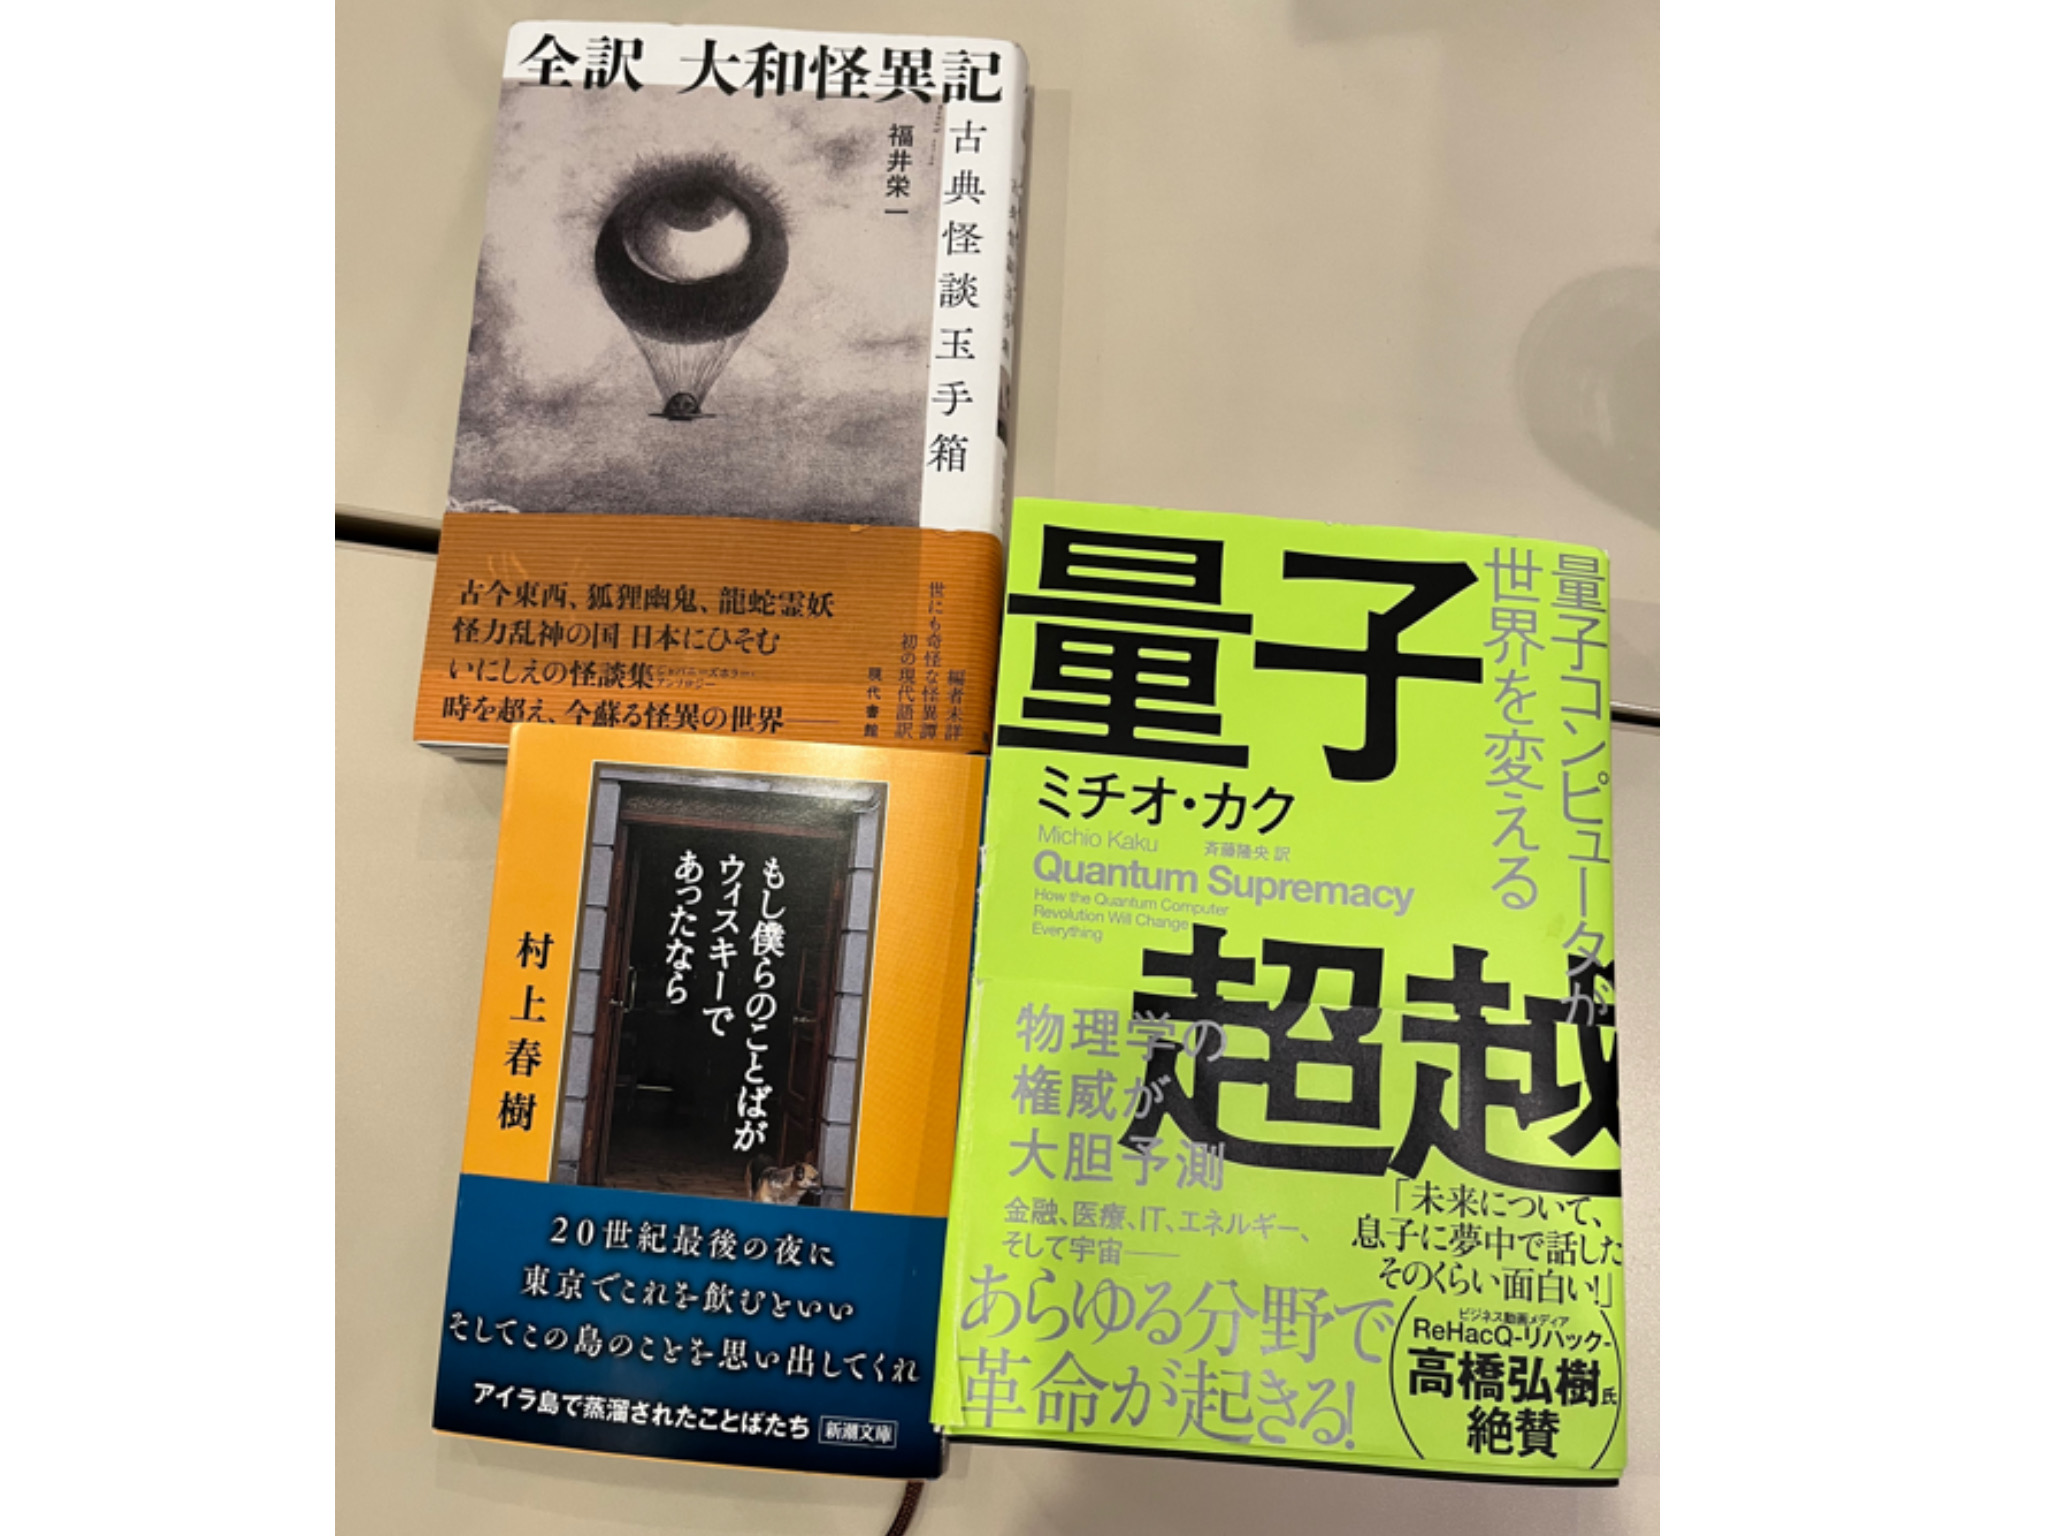 全訳 大和怪異記
古典怪談玉手箱
福井栄一
古今東西、狐狸幽鬼、龍蛇霊妖
怪力乱神の国 日本にひそむ
いにしえの怪談集
ジャパニーズホラー・
アンソロジー
時を超え、今蘇る怪異の世界――
編者未詳
世にも奇怪な怪異譚
初の現代語訳
現代書館
もし僕らのことばが
ウィスキーで
あったなら
村上春樹
20世紀最後の夜に
東京でこれを飲むといい
そしてこの島のことを思い出してくれ
アイラ島で蒸溜されたことばたち
新潮文庫
量子
超越
量子コンピュータが
世界を変える
ミチオ・カク
Michio Kaku
斉藤隆央 訳
Quantum Supremacy
How the Quantum Computer
Revolution Will Change
Everything
物理学の
権威が
大胆予測
金融、医療、IT、エネルギー、
そして宇宙――
あらゆる分野で
革命が起きる!
「未来について、
息子に夢中で話した
そのくらい面白い!」
ビジネス動画メディア
ReHacQ-リハック-
高橋弘樹氏
絶賛